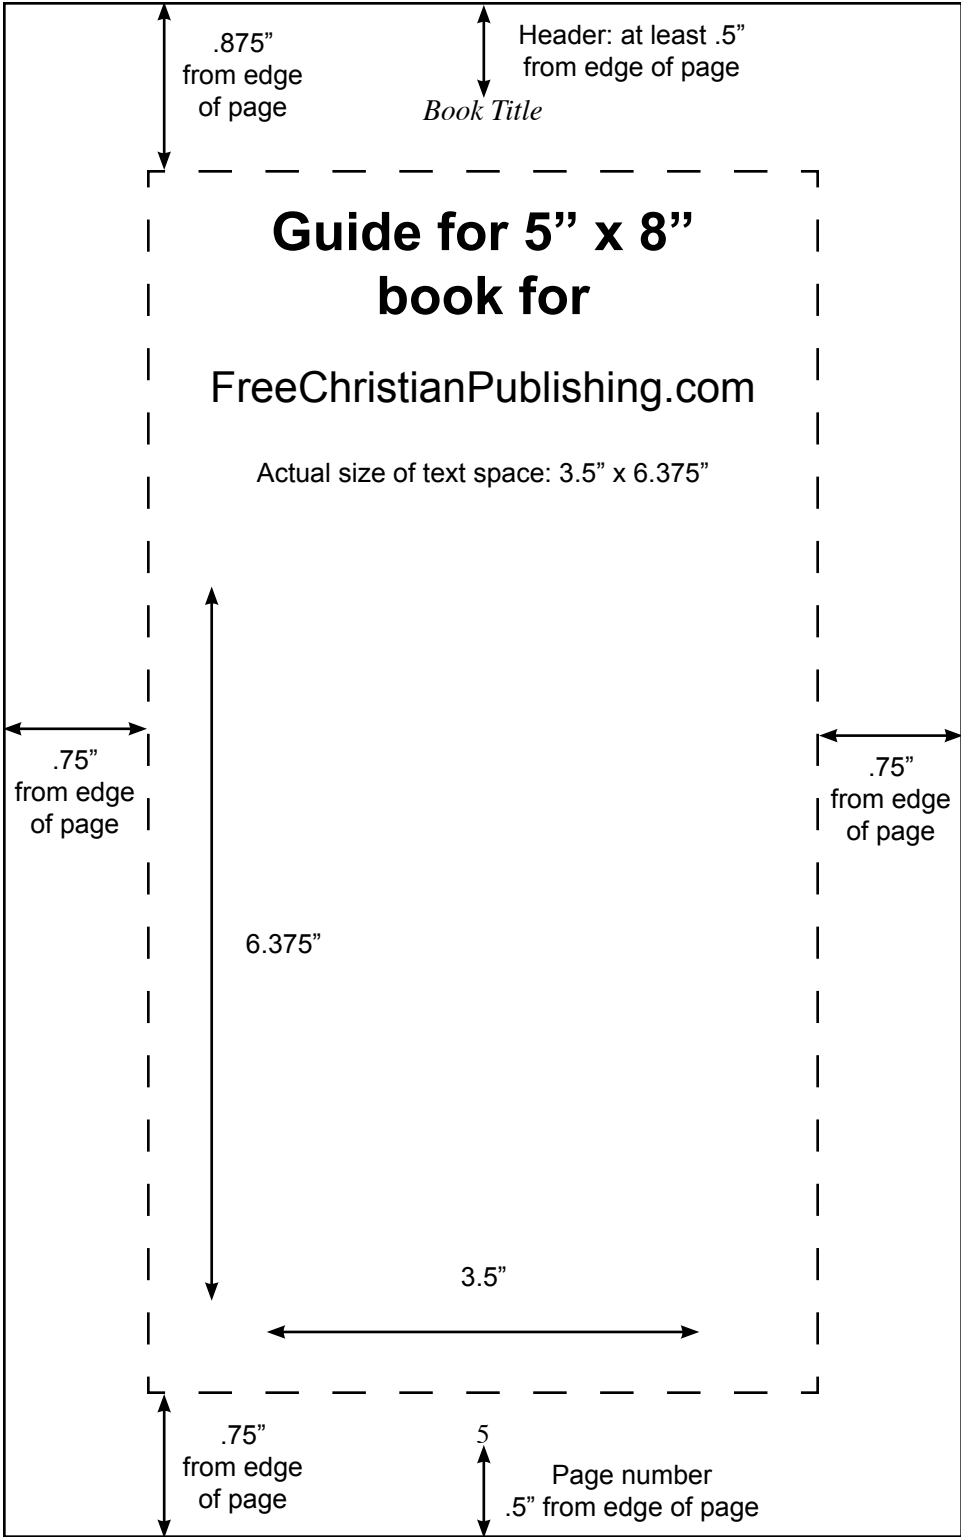 .875”
from edge
of page
Header: at least .5”
from edge of page
Book Title
Guide for 5” x 8”
book for
FreeChristianPublishing.com
Actual size of text space: 3.5” x 6.375”
.75”
from edge
of page
.75”
from edge
of page
6.375”
3.5”
.75”
from edge
of page
5
Page number
.5” from edge of page